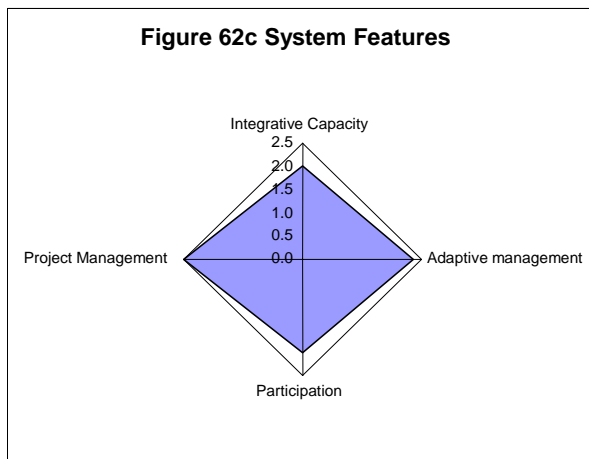 Figure 62c System Features
Integrative Capacity
2.5
2.0
1.5
1.0
0.5
0.0
Project Management
Adaptive management
Participation